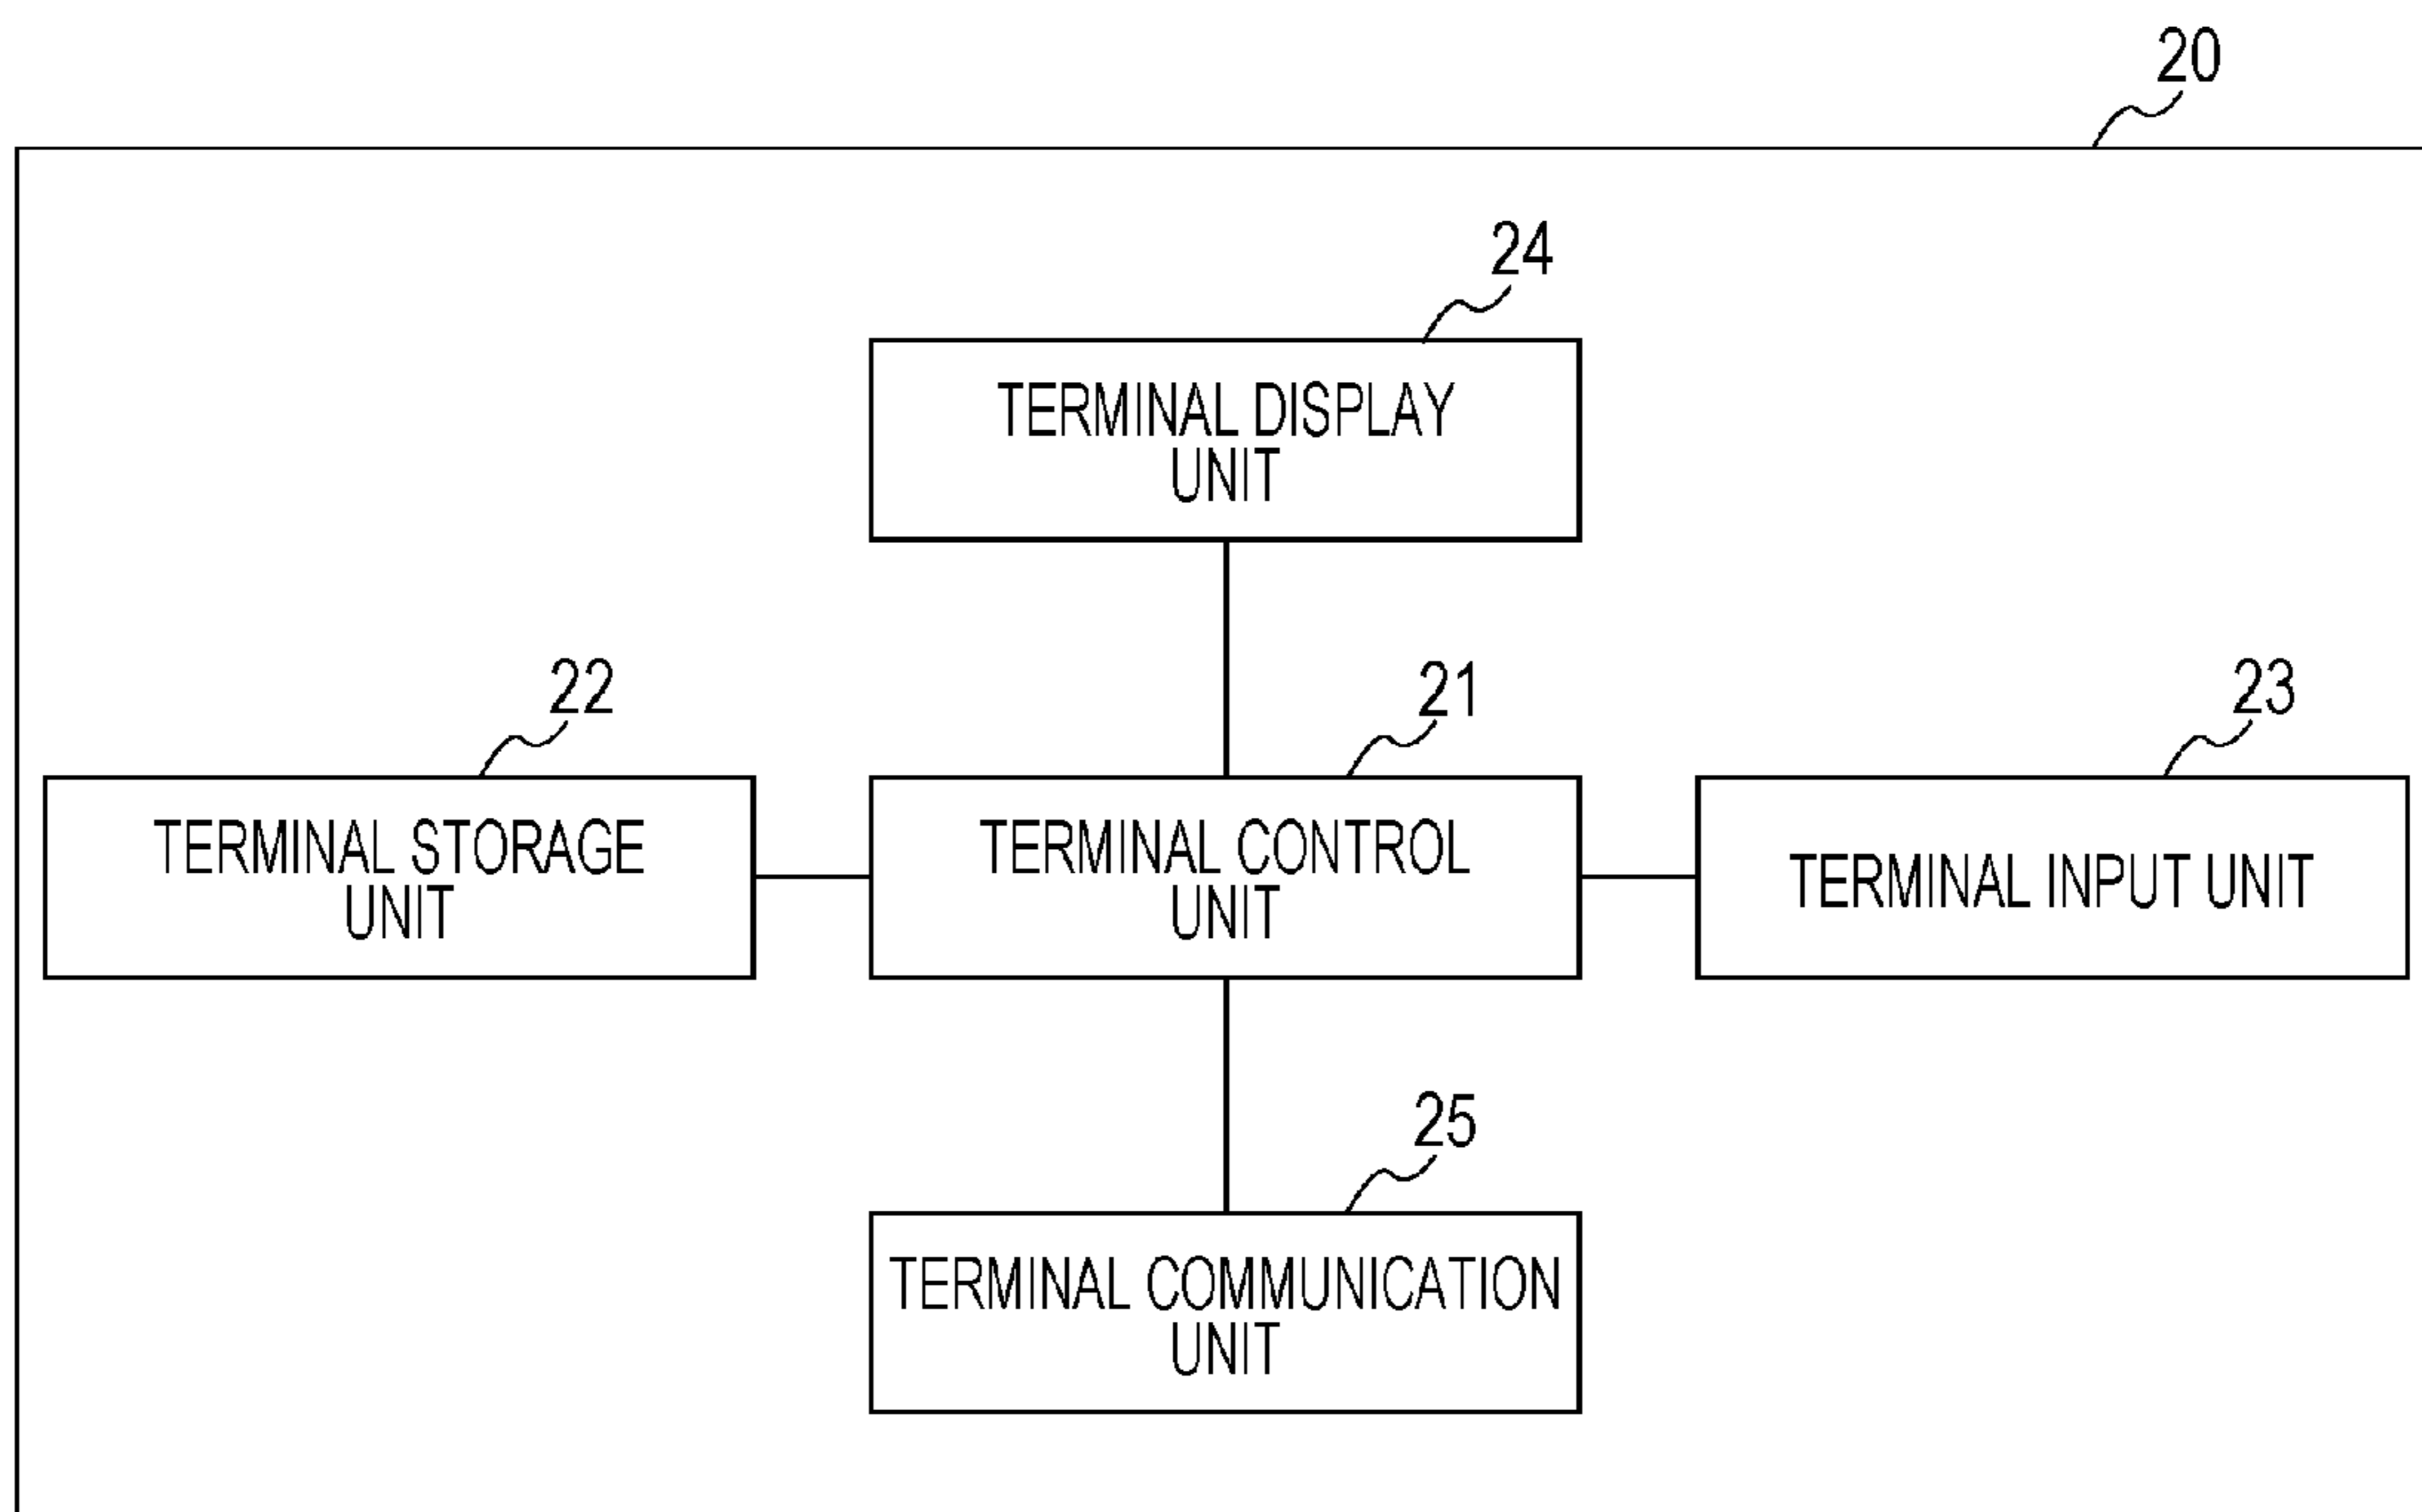 20
24
TERMINAL DISPLAY
UNIT
22
21
23
TERMINAL STORAGE
UNIT
TERMINAL CONTROL
UNIT
TERMINAL INPUT UNIT
25
TERMINAL COMMUNICATION
UNIT